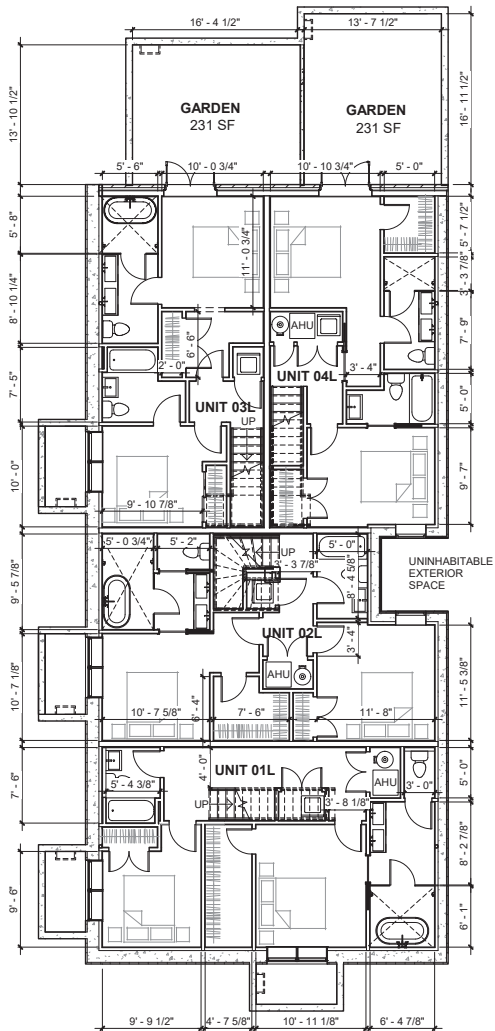 16' - 4 1/2"
13' - 7 1/2"
13' - 10 1/2"
16' - 11 1/2"
GARDEN
231 SF
GARDEN
231 SF
5' - 6"
10' - 0 3/4"
10' - 10 3/4"
5' - 0"
5' - 8"
11' - 0 3/4"
5' - 7 1/2"
3' - 3 7/8"
8' - 10 1/4"
6' - 6"
AHU
7' - 9"
2' - 0"
UNIT 04L
3' - 4"
7' - 5"
UNIT 03L
UP
5' - 0"
10' - 0"
9' - 7"
9' - 10 7/8"
5' - 0 3/4"
5' - 2"
UP
3' - 3 7/8"
5' - 0"
8' - 4 5/8"
UNINHABITABLE
EXTERIOR
SPACE
9' - 5 7/8"
UNIT 02L
3' - 4"
AHU
10' - 7 1/8"
11' - 5 3/8"
10' - 7 5/8"
6' - 4"
7' - 6"
11' - 8"
4' - 0"
UNIT 01L
7' - 6"
5' - 4 3/8"
AHU
3' - 0"
5' - 0"
UP
3' - 8 1/8"
8' - 2 7/8"
9' - 6"
6' - 1"
9' - 9 1/2"
4' - 7 5/8"
10' - 11 1/8"
6' - 4 7/8"